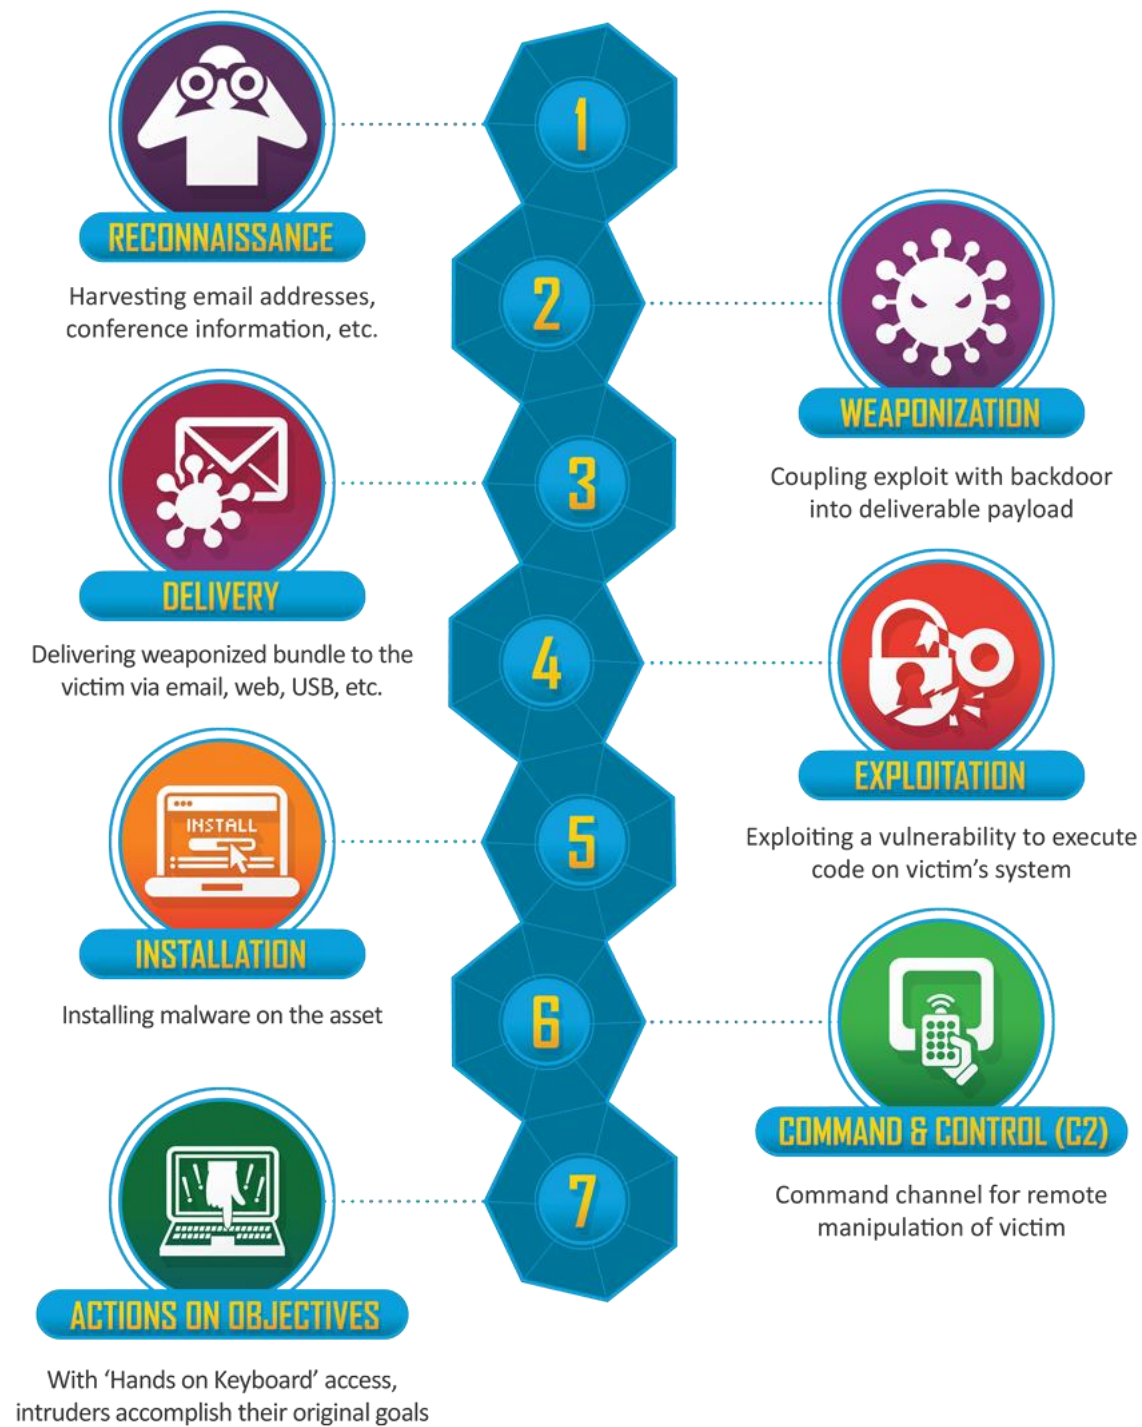 1
RECONNAISSANCE
Harvesting email addresses,
conference information, etc.
2
WEAPONIZATION
Coupling exploit with backdoor
into deliverable payload
3
DELIVERY
Delivering weaponized bundle to the
victim via email, web, USB, etc.
4
EXPLOITATION
Exploiting a vulnerability to execute
code on victim’s system
5
INSTALL
INSTALLATION
Installing malware on the asset
6
COMMAND & CONTROL (C2)
Command channel for remote
manipulation of victim
7
!! !!
ACTIONS ON OBJECTIVES
With ‘Hands on Keyboard’ access,
intruders accomplish their original goals